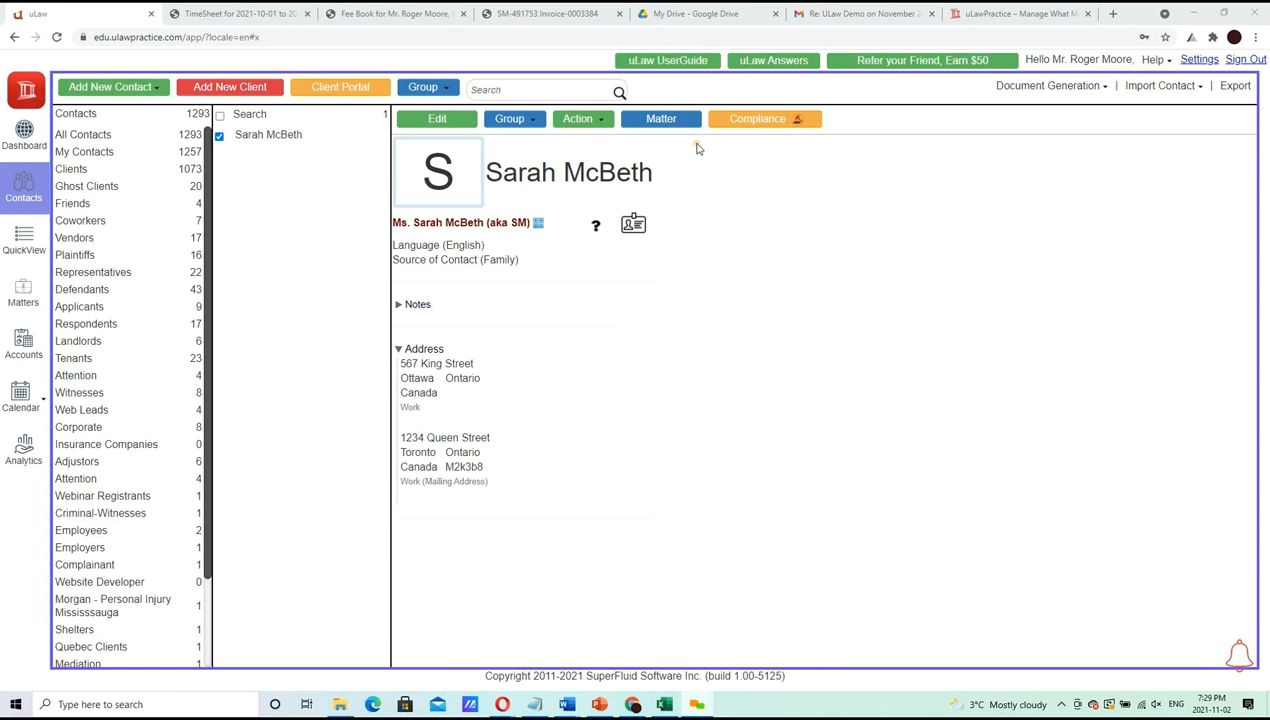 uLaw
TimeSheet for 2021-10-01 to 20
Fee Book for Mr. Roger Moore,
SM-491753 Invoice-0003384
My Drive - Google Drive
Re: ULaw Demo on November 2
uLawPractice – Manage What M
edu.ulawpractice.com/app/?locale=en#x
uLaw UserGuide
uLaw Answers
Refer your Friend, Earn $50
Hello Mr. Roger Moore,
Help
Settings
Sign Out
Add New Contact
Add New Client
Client Portal
Group
Search
Document Generation
Import Contact
Export
Dashboard
Contacts
QuickView
Matters
Accounts
Calendar
Analytics
Contacts 1293
All Contacts 1293
My Contacts 1257
Clients 1073
Ghost Clients 20
Friends 4
Coworkers 7
Vendors 17
Plaintiffs 16
Representatives 22
Defendants 43
Applicants 9
Respondents 17
Landlords 6
Tenants 23
Attention 4
Witnesses 8
Web Leads 4
Corporate 8
Insurance Companies 0
Adjustors 6
Attention 4
Webinar Registrants 1
Criminal-Witnesses 1
Employees 2
Employers 1
Complainant 1
Website Developer 0
Morgan - Personal Injury
Mississsauga 1
Shelters 1
Quebec Clients 1
Mediation 1
Search 1
Sarah McBeth
Edit
Group
Action
Matter
Compliance
S
Sarah McBeth
Ms. Sarah McBeth (aka SM)
?
Language (English)
Source of Contact (Family)
Notes
Address
567 King Street
Ottawa Ontario
Canada
Work
1234 Queen Street
Toronto Ontario
Canada M2k3b8
Work (Mailing Address)
Copyright 2011-2021 SuperFluid Software Inc. (build 1.00-5125)
Type here to search
3°C Mostly cloudy
ENG
7:29 PM
2021-11-02